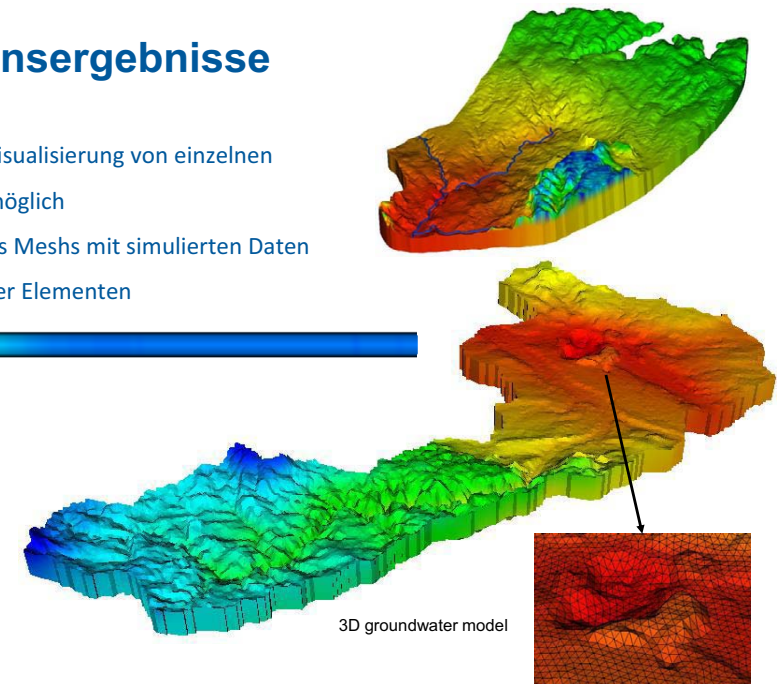 nsergebnisse
isualisierung von einzelnen
nöglich
s Meshs mit simulierten Daten
er Elementen
3D groundwater model